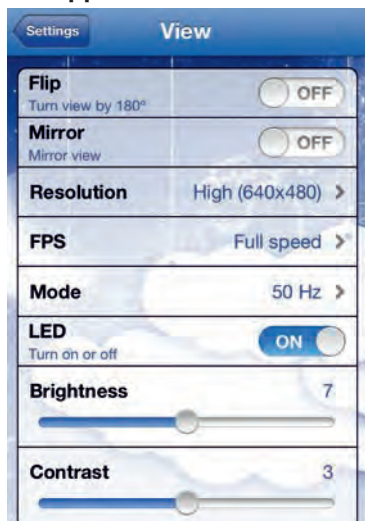 Settings View
Flip OFF
Turn view by 180°
Mirror OFF
Mirror view
Resolution High (640x480) >
FPS Full speed >
Mode 50 Hz >
LED ON
Turn on or off
Brightness 7
Contrast 3